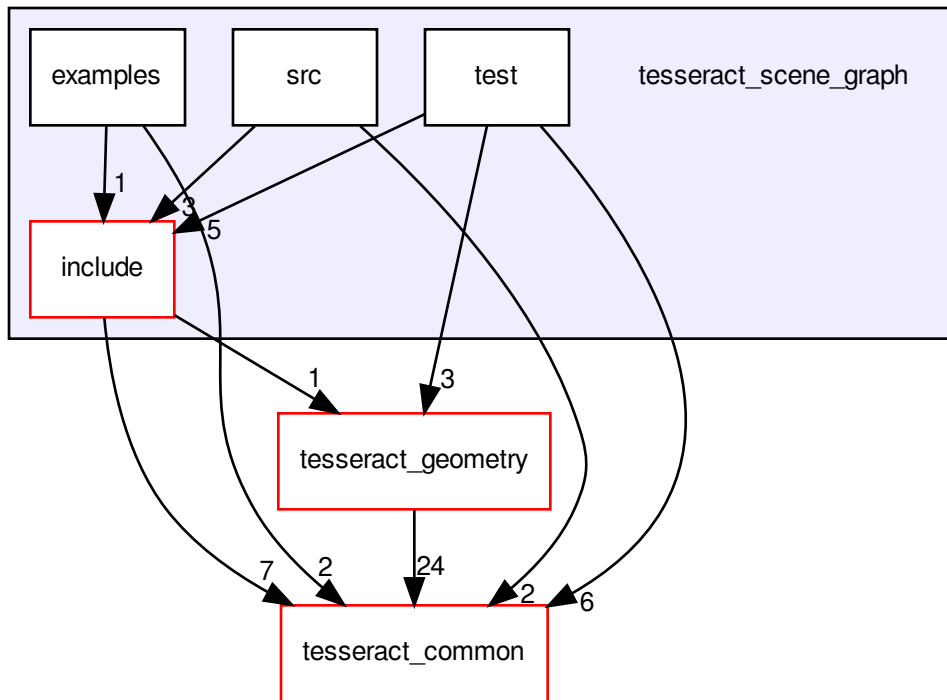 examples
src
test
tesseract_scene_graph
1
3
5
include
1
3
tesseract_geometry
7
2
24
2
6
tesseract_common